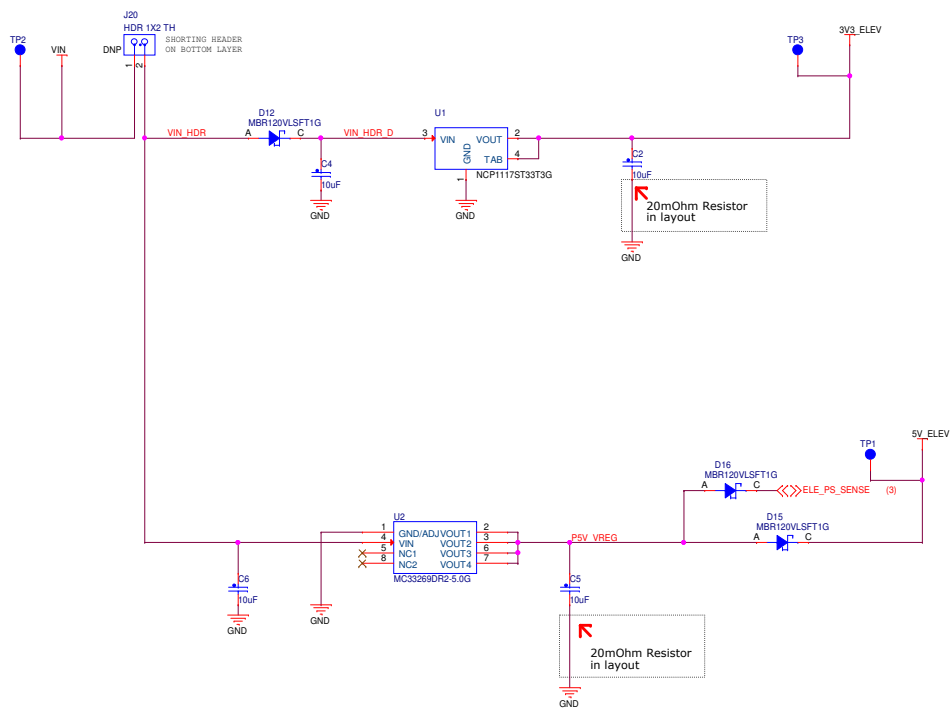 J20
HDR 1X2 TH
TP2
VIN
DNP
SHORTING HEADER
ON BOTTOM LAYER
1
2
TP3
3V3_ELEV
D12
MBR120VLSFT1G
VIN_HDR
A
C
VIN_HDR_D
U1
3
VIN
VOUT
2
GND
TAB
4
1
NCP1117ST33T3G
C4
10uF
GND
GND
C2
10uF
20mOhm Resistor
in layout
GND
5V_ELEV
TP1
D16
MBR120VLSFT1G
A
C
ELE_PS_SENSE
(3)
D15
MBR120VLSFT1G
A
C
U2
1
GND/ADJ
VOUT1
2
4
VIN
VOUT2
3
5
NC1
VOUT3
6
8
NC2
VOUT4
7
MC33269DR2-5.0G
P5V_VREG
C6
10uF
GND
GND
C5
10uF
20mOhm Resistor
in layout
GND